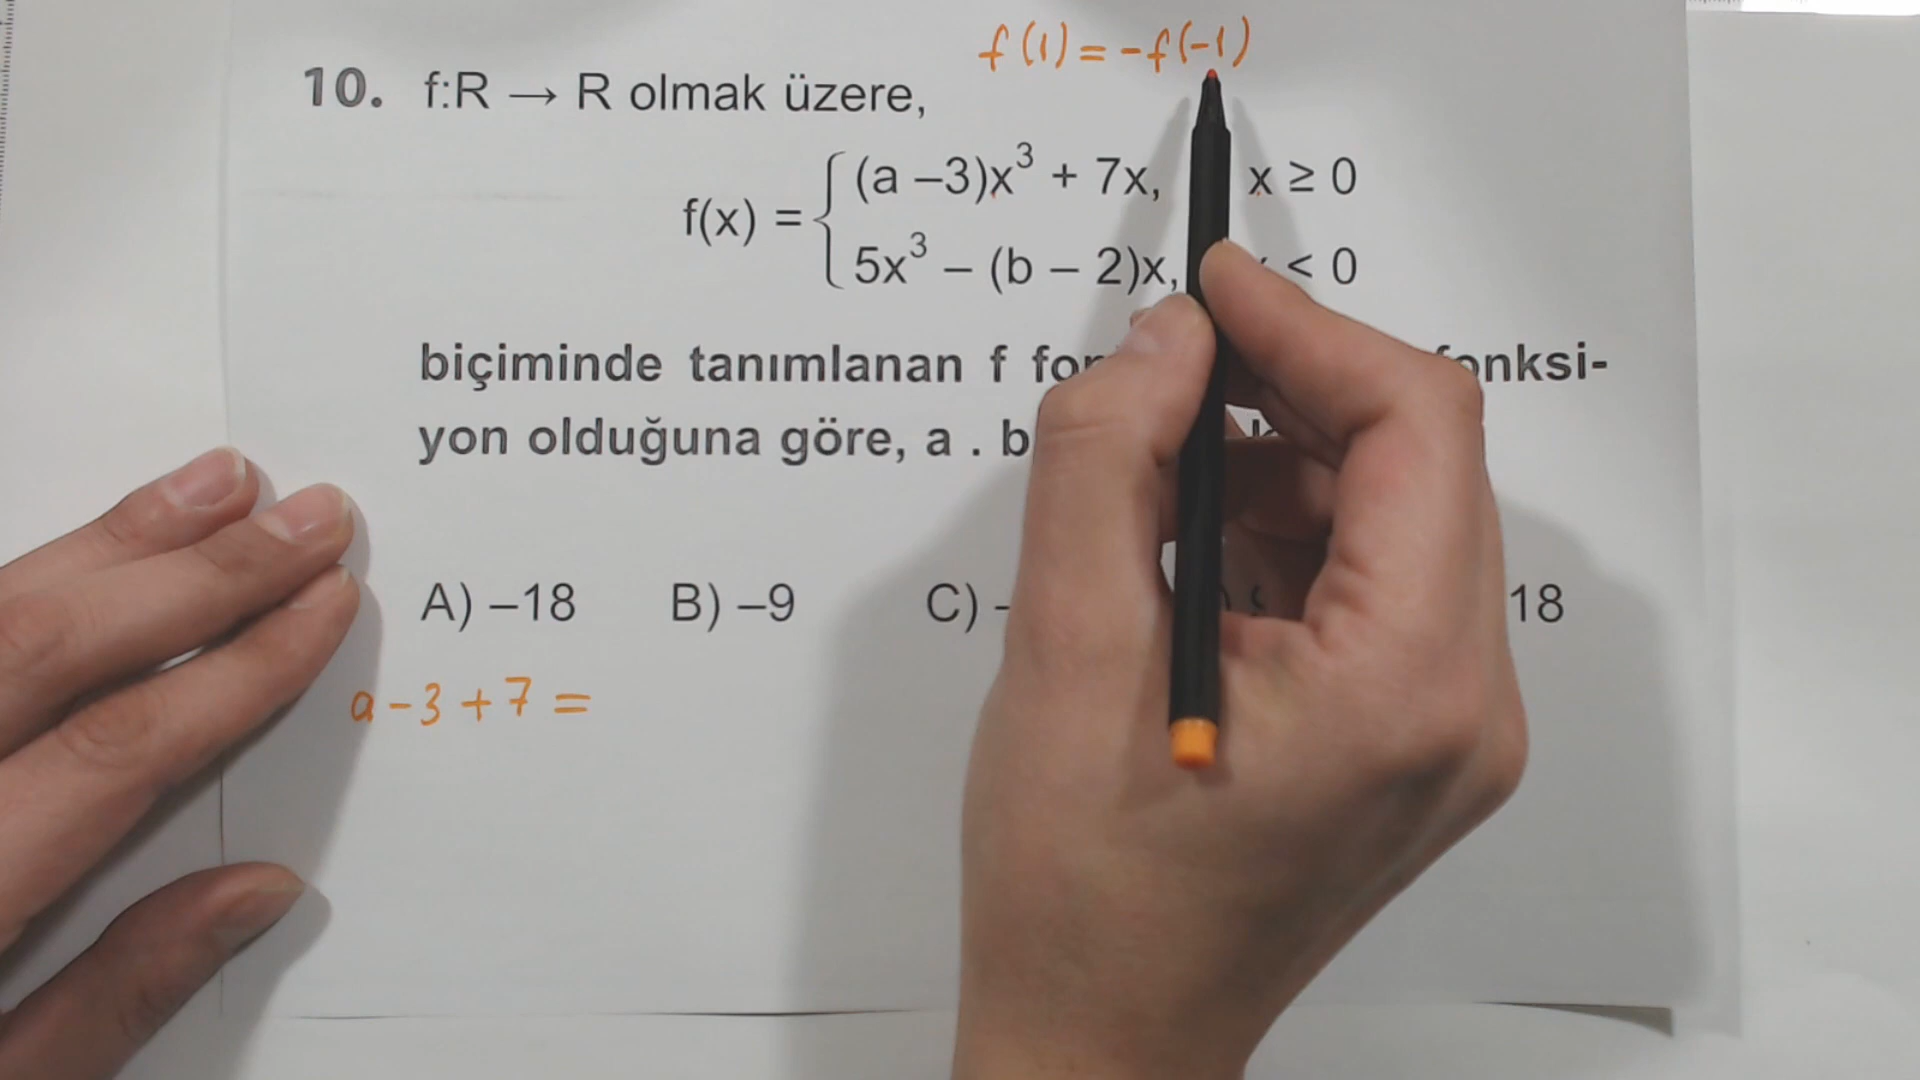 f(1) = -f(-1)
10. f:R → R olmak üzere,
f(x) = { (a –3)x³ + 7x, x ≥ 0
5x³ – (b – 2)x, < 0
biçiminde tanımlanan f onksi-
yon olduğuna göre, a . b
A) –18 B) –9 C) - 18
a - 3 + 7 =